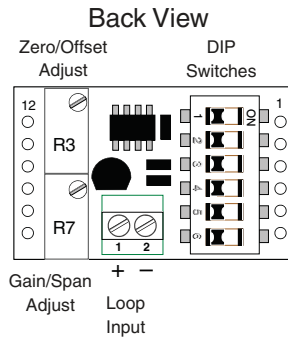 Back View
Zero/Offset
Adjust
DIP
Switches
12
1
R3
R7
1
2
3
4
5
6
ON
1 2
+ −
Gain/Span
Adjust
Loop
Input